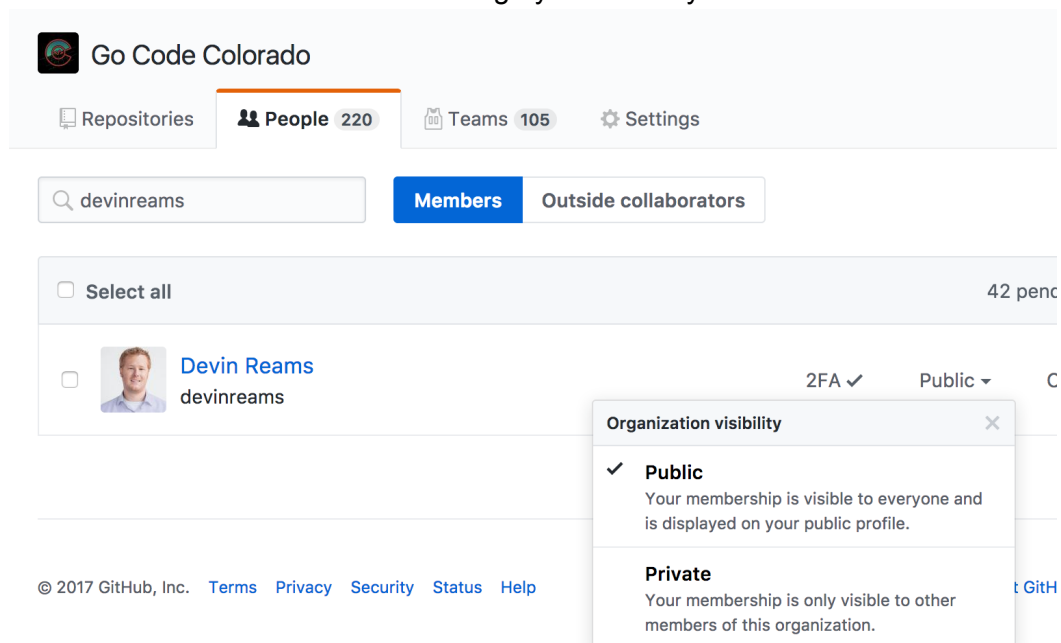 Go Code Colorado
Repositories People 220 Teams 105 Settings
devinreams Members Outside collaborators
Select all 42
Devin Reams
devinreams
2FA Public
Organization visibility
Public
Your membership is visible to everyone and
is displayed on your public profile.
© 2017 GitHub, Inc. Terms Privacy Security Status Help
Private
Your membership is only visible to other
members of this organization.